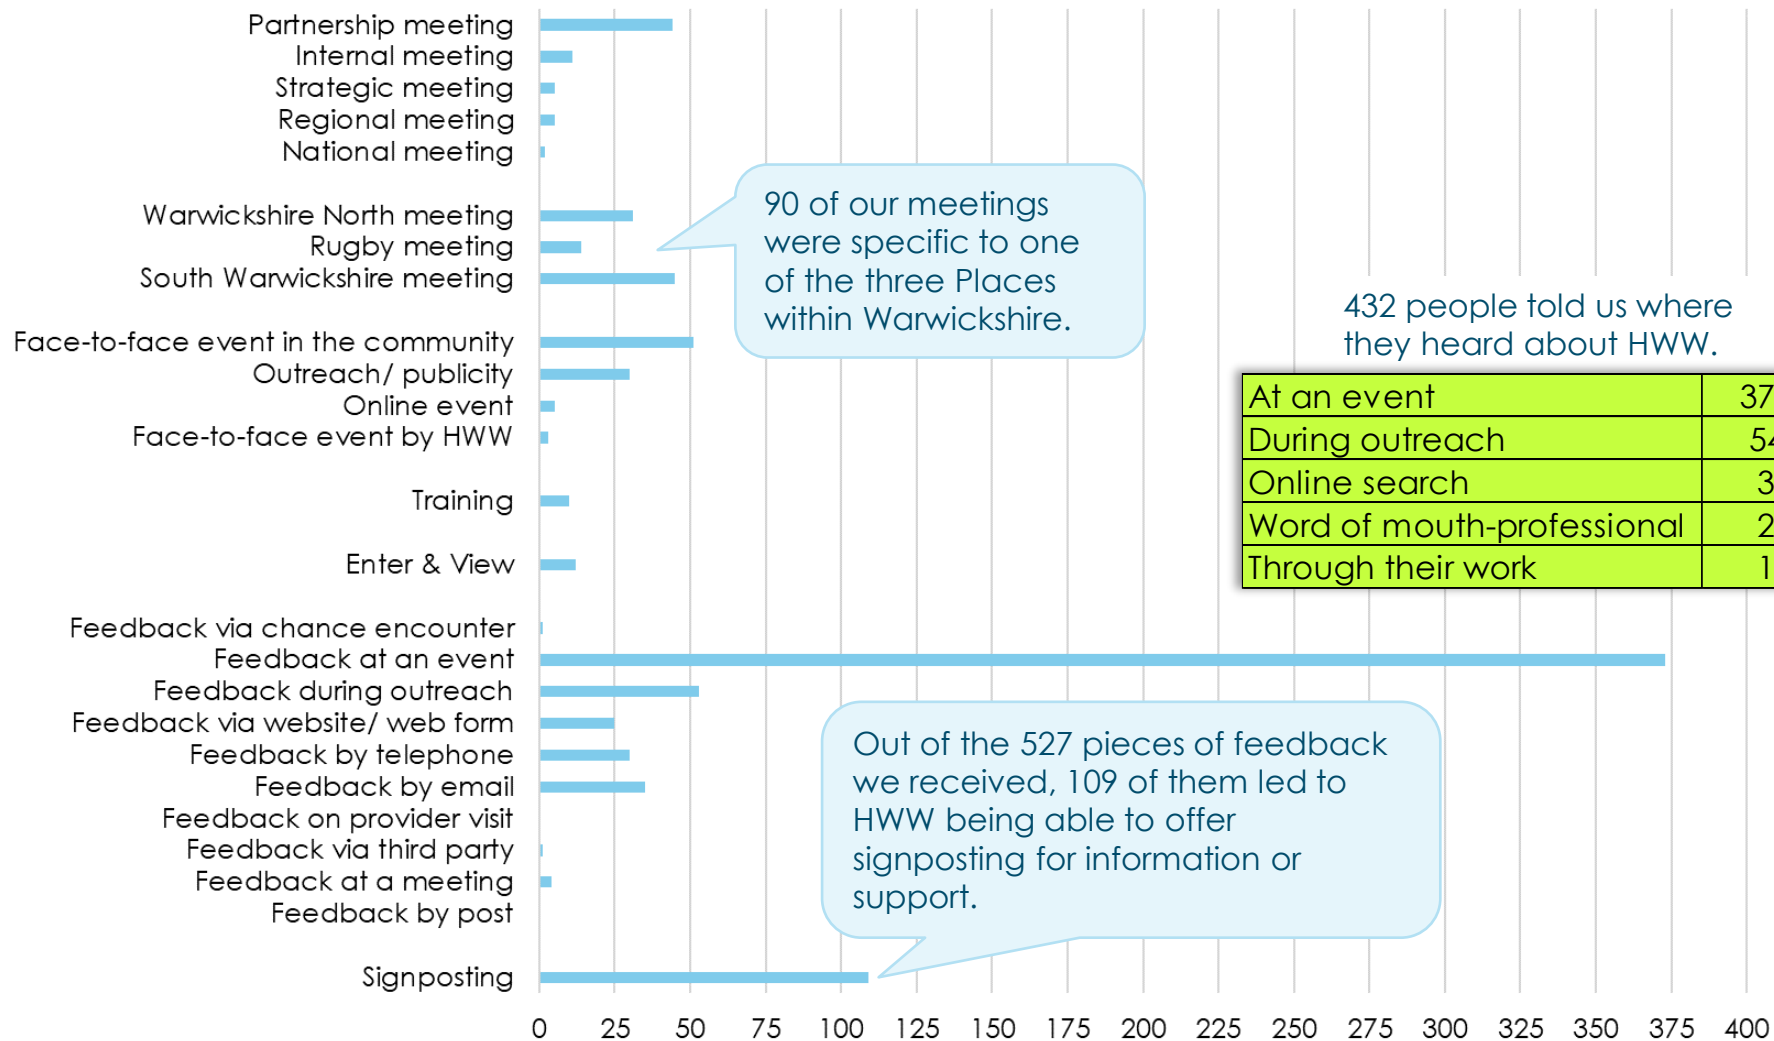 Partnership meeting
Internal meeting
Strategic meeting
Regional meeting
National meeting
Warwickshire North meeting
Rugby meeting
South Warwickshire meeting
Face-to-face event in the community
Outreach/ publicity
Online event
Face-to-face event by HWW
Training
Enter & View
Feedback via chance encounter
Feedback at an event
Feedback during outreach
Feedback via website/ web form
Feedback by telephone
Feedback by email
Feedback on provider visit
Feedback via third party
Feedback at a meeting
Feedback by post
Signposting
90 of our meetings
were specific to one
of the three Places
within Warwickshire.
432 people told us where
they heard about HWW.
At an event
During outreach
Online search
Word of mouth-professional
Through their work
Out of the 527 pieces of feedback
we received, 109 of them led to
HWW being able to offer
signposting for information or
support.
0 25 50 75 100 125 150 175 200 225 250 275 300 325 350 375 400